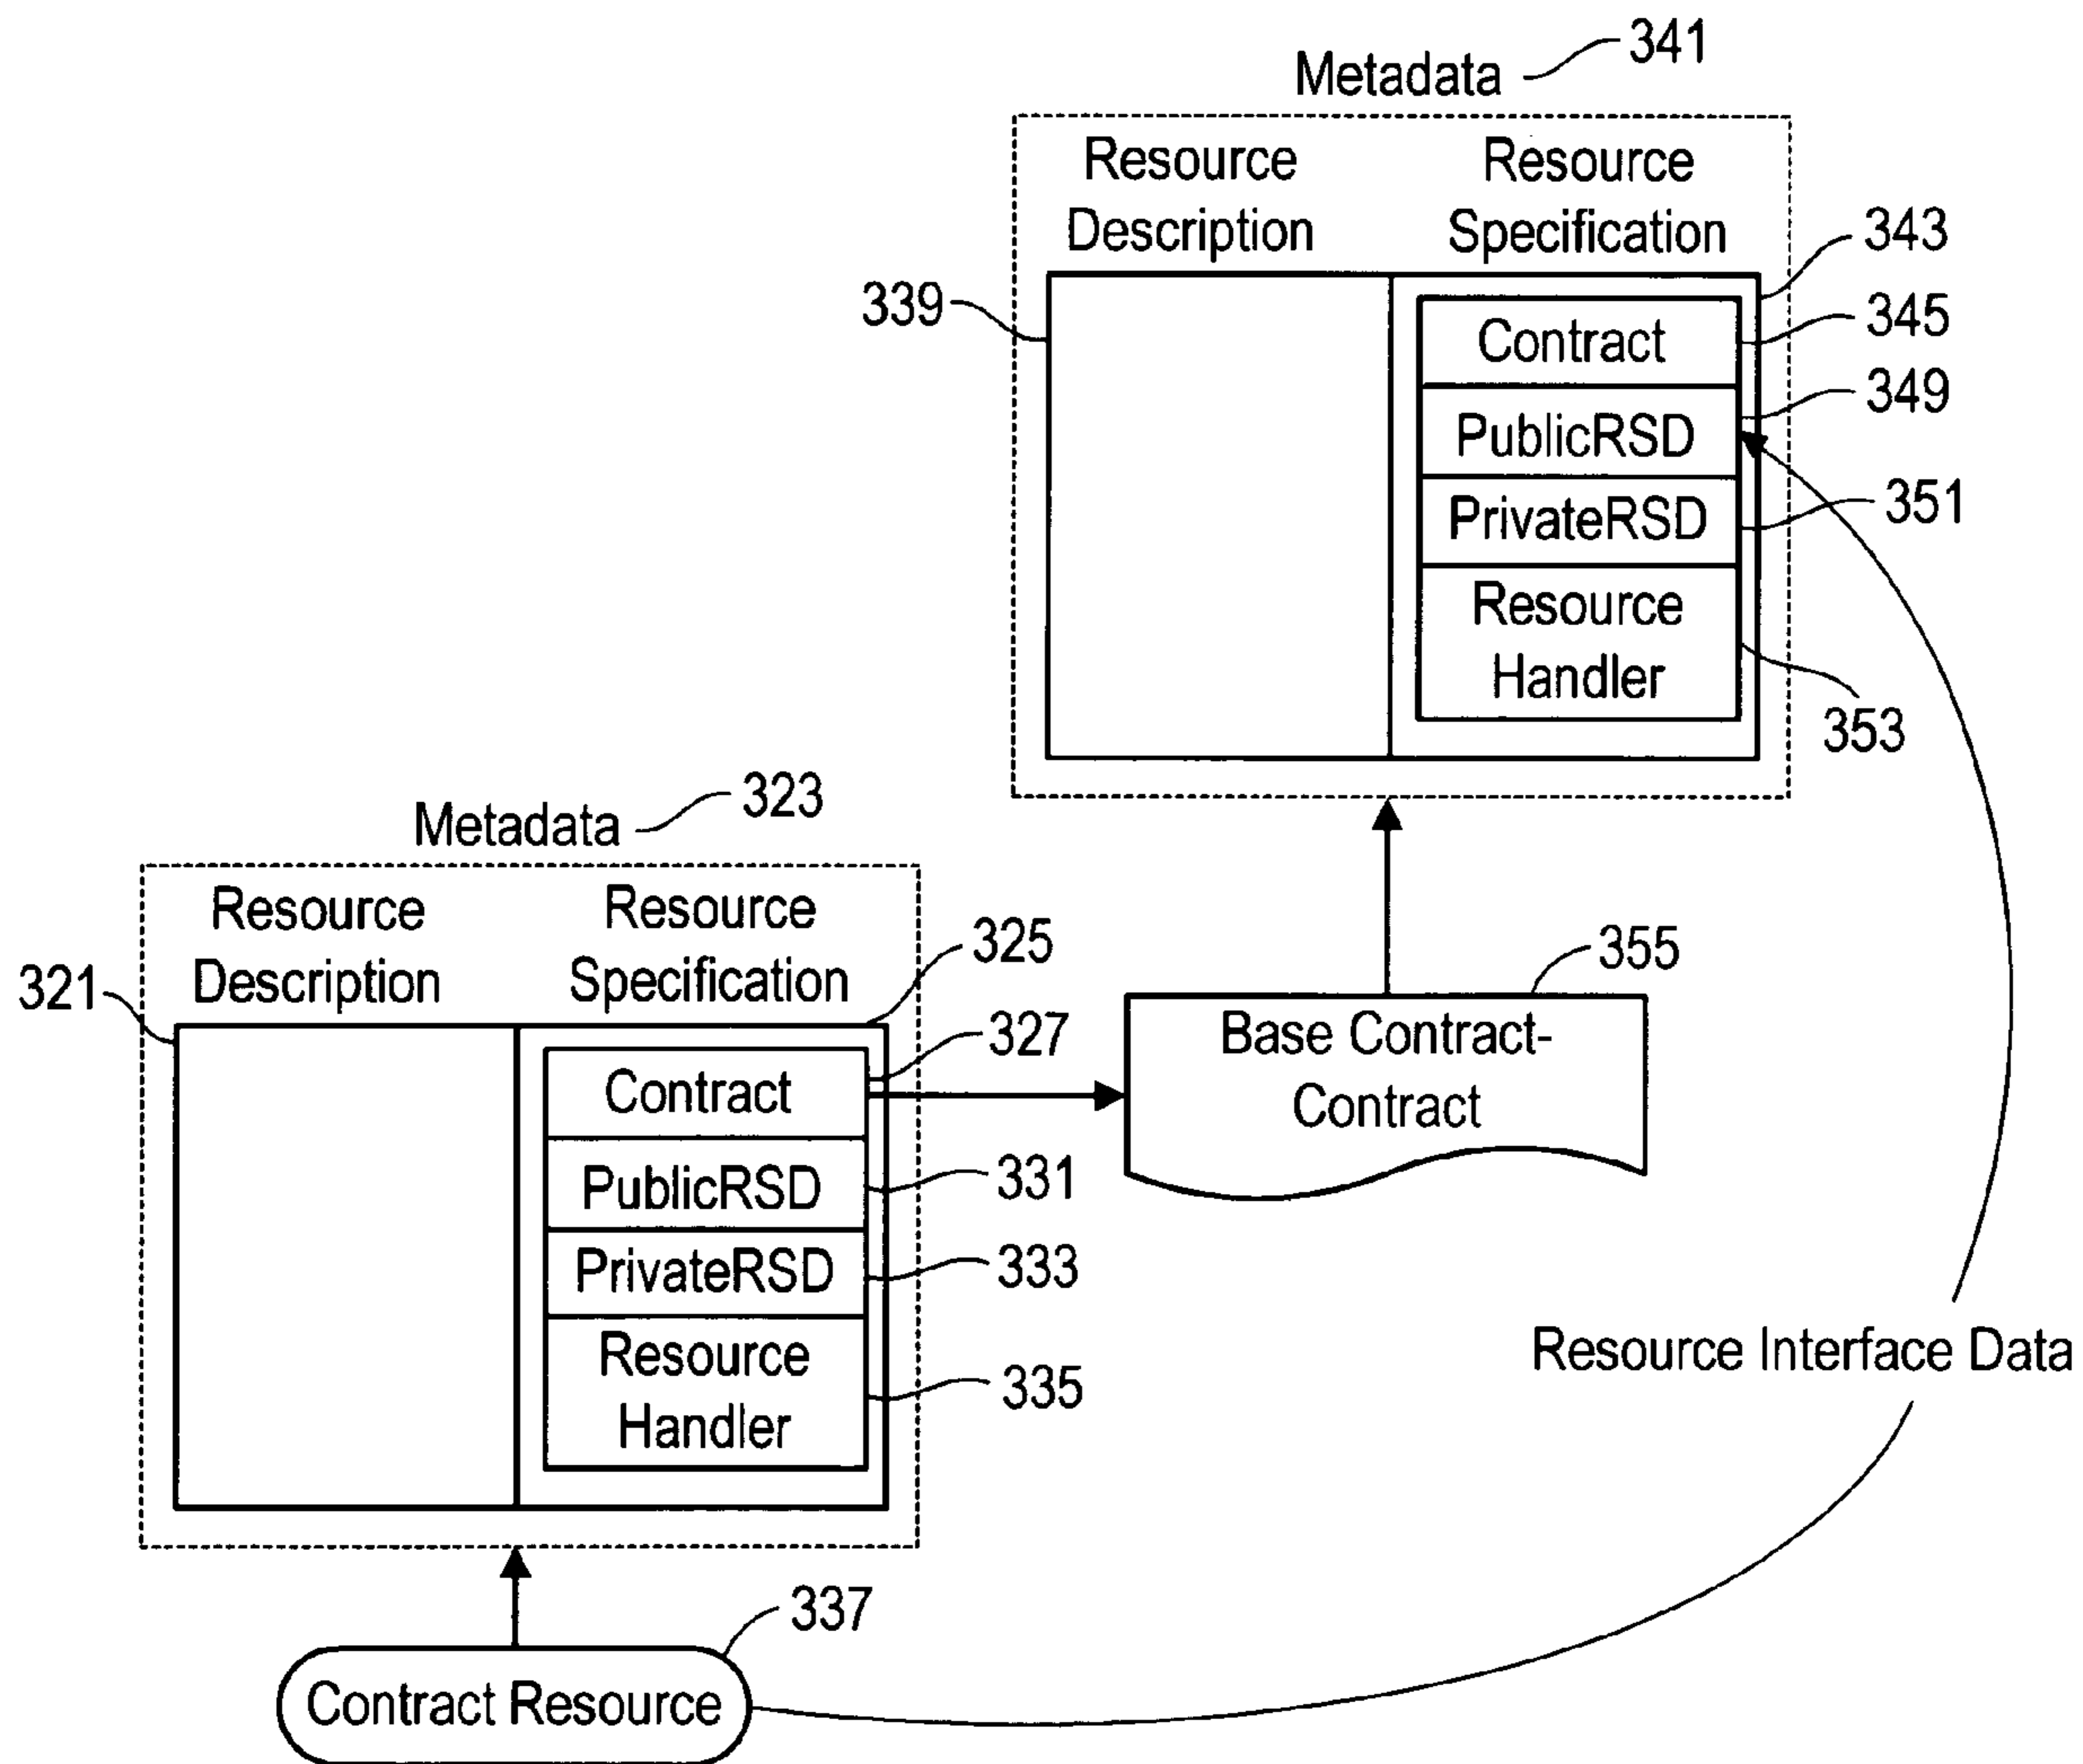 341
Metadata
Resource Description
Resource Specification
343
339
345
Contract
349
PublicRSD
351
PrivateRSD
Resource Handler
353
323
Metadata
Resource Description
Resource Specification
325
321
327
Contract
355
Base Contract-
Contract
331
PublicRSD
333
PrivateRSD
Resource Handler
335
Resource Interface Data
337
Contract Resource